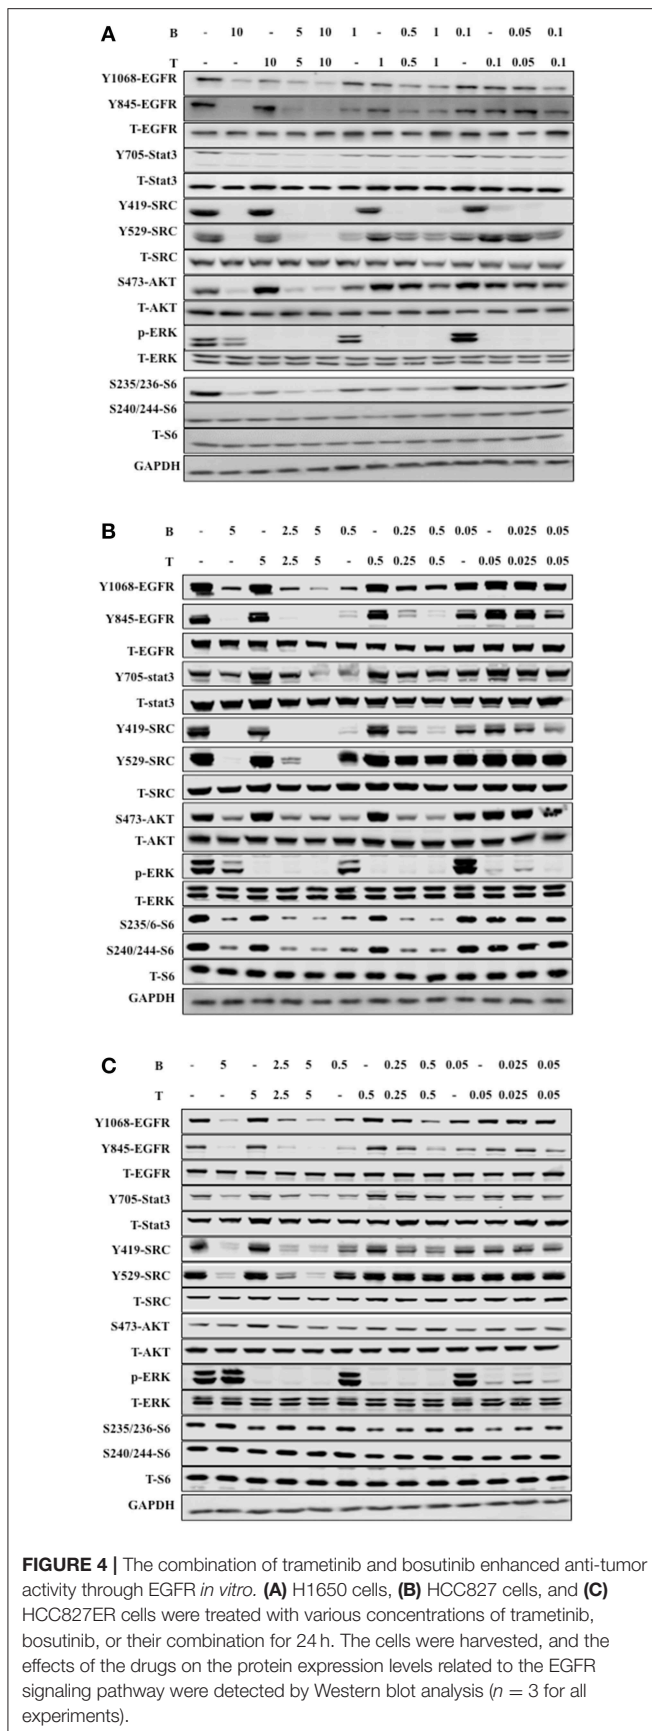 A B - 10 - 5 10 1 - 0.5 1 0.1 - 0.05 0.1
T - - 10 5 10 - 1 0.5 1 - 0.1 0.05 0.1
Y1068-EGFR
Y845-EGFR
T-EGFR
Y705-Stat3
T-Stat3
Y419-SRC
Y529-SRC
T-SRC
S473-AKT
T-AKT
p-ERK
T-ERK
S235/236-S6
S240/244-S6
T-S6
GAPDH
B B - 5 - 2.5 5 0.5 - 0.25 0.5 0.05 - 0.025 0.05
T - - 5 2.5 5 - 0.5 0.25 0.5 - 0.05 0.025 0.05
Y1068-EGFR
Y845-EGFR
T-EGFR
Y705-stat3
T-stat3
Y419-SRC
Y529-SRC
T-SRC
S473-AKT
T-AKT
p-ERK
T-ERK
S235/6-S6
S240/244-S6
T-S6
GAPDH
C B - 5 - 2.5 5 0.5 - 0.25 0.5 0.05 - 0.025 0.05
T - - 5 2.5 5 - 0.5 0.25 0.5 - 0.05 0.025 0.05
Y1068-EGFR
Y845-EGFR
T-EGFR
Y705-Stat3
T-Stat3
Y419-SRC
Y529-SRC
T-SRC
S473-AKT
T-AKT
p-ERK
T-ERK
S235/236-S6
S240/244-S6
T-S6
GAPDH
FIGURE 4 | The combination of trametinib and bosutinib enhanced anti-tumor
activity through EGFR in vitro. (A) H1650 cells, (B) HCC827 cells, and (C)
HCC827ER cells were treated with various concentrations of trametinib,
bosutinib, or their combination for 24 h. The cells were harvested, and the
effects of the drugs on the protein expression levels related to the EGFR
signaling pathway were detected by Western blot analysis (n = 3 for all
experiments).